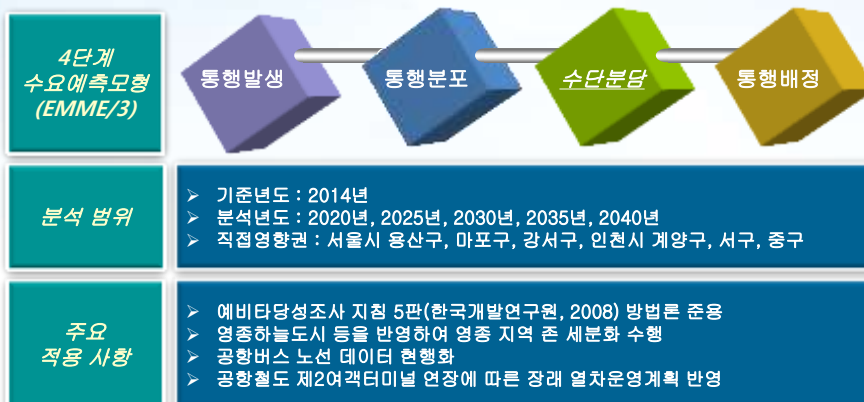 4단계
수요예측모형
(EMME/3)
통행발생
통행분포
수단분담
통행배정
분석 범위
➢ 기준년도 : 2014년
➢ 분석년도 : 2020년, 2025년, 2030년, 2035년, 2040년
➢ 직접영향권 : 서울시 용산구, 마포구, 강서구, 인천시 계양구, 서구, 중구
주요
적용 사항
➢ 예비타당성조사 지침 5판(한국개발연구원, 2008) 방법론 준용
➢ 영종하늘도시 등을 반영하여 영종 지역 존 세분화 수행
➢ 공항버스 노선 데이터 현행화
➢ 공항철도 제2여객터미널 연장에 따른 장래 열차운영계획 반영